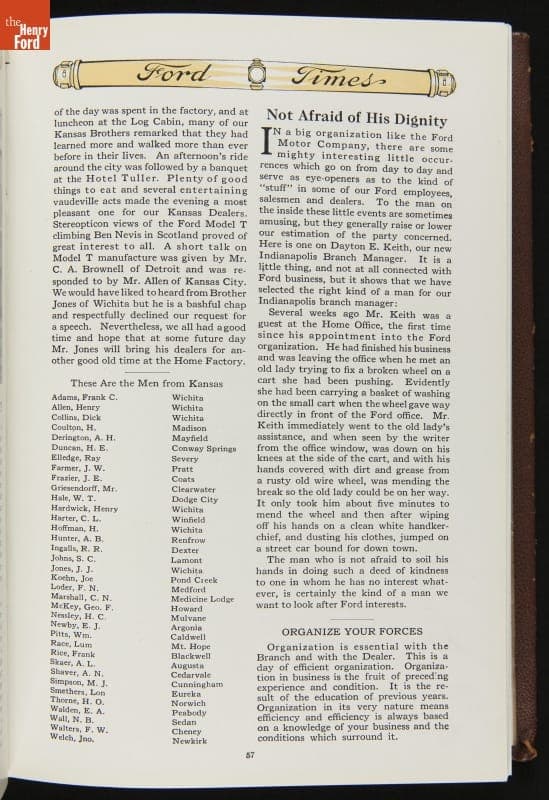 the
Henry
Ford
Ford Times
of the day was spent in the factory, and at
luncheon at the Log Cabin, many of our
Kansas Brothers remarked that they had
learned more and walked more than ever
before in their lives. An afternoon's ride
around the city was followed by a banquet
at the Hotel Tuller. Plenty of good
things to eat and several entertaining
vaudeville acts made the evening a most
pleasant one for our Kansas Dealers.
Stereopticon views of the Ford Model T
climbing Ben Nevis in Scotland proved of
great interest to all. A short talk on
Model T manufacture was given by Mr.
C. A. Brownell of Detroit and was re-
sponded to by Mr. Allen of Kansas City.
We would have liked to heard from Brother
Jones of Wichita but he is a bashful chap
and respectfully declined our request for
a speech. Nevertheless, we all had a good
time and hope that at some future day
Mr. Jones will bring his dealers for an-
other good old time at the Home Factory.
These Are the Men from Kansas
Adams, Frank C. Wichita
Allen, Henry Wichita
Collins, Dick Wichita
Coulton, H. Madison
Derington, A. H. Mayfield
Duncan, H. E. Conway Springs
Elledge, Ray Severy
Farmer, J. W. Pratt
Frazier, J. E. Coats
Griesendorff, Mr. Clearwater
Hale, W. T. Dodge City
Hardwick, Henry Wichita
Harter, C. L. Winfield
Hoffman, H. Wichita
Hunter, A. B. Renfrow
Ingalls, R. R. Dexter
Johns, S. C. Lamont
Jones, J. J. Wichita
Koehn, Joe Pond Creek
Loder, F. N. Medford
Marshall, C. N. Medicine Lodge
McKey, Geo. F. Howard
Nessley, H. C. Mulvane
Newby, E. J. Argonia
Pitts, Wm. Caldwell
Race, Lum Mt. Hope
Rice, Frank Blackwell
Skaer, A. L. Augusta
Shaver, A. N. Cedarvale
Simpson, M. J. Cunningham
Smethers, Lon Eureka
Thorne, H. O. Norwich
Walden, E. A. Peabody
Wall, N. B. Sedan
Walters, F. W. Cheney
Welch, Jno. Newkirk
Not Afraid of His Dignity
IN a big organization like the Ford
Motor Company, there are some
mighty interesting little occur-
rences which go on from day to day and
serve as eye-openers as to the kind of
"stuff" in some of our Ford employees,
salesmen and dealers. To the man on
the inside these little events are sometimes
amusing, but they generally raise or lower
our estimation of the party concerned.
Here is one on Dayton E. Keith, our new
Indianapolis Branch Manager. It is a
little thing, and not at all connected with
Ford business, but it shows that we have
selected the right kind of a man for our
Indianapolis branch manager:
Several weeks ago Mr. Keith was a
guest at the Home Office, the first time
since his appointment into the Ford
organization. He had finished his business
and was leaving the office when he met an
old lady trying to fix a broken wheel on a
cart she had been pushing. Evidently
she had been carrying a basket of washing
on the small cart when the wheel gave way
directly in front of the Ford office. Mr.
Keith immediately went to the old lady's
assistance, and when seen by the writer
from the office window, was down on his
knees at the side of the cart, and with his
hands covered with dirt and grease from
a rusty old wire wheel, was mending the
break so the old lady could be on her way.
It only took him about five minutes to
mend the wheel and then after wiping
off his hands on a clean white handker-
chief, and dusting his clothes, jumped on
a street car bound for down town.
The man who is not afraid to soil his
hands in doing such a deed of kindness
to one in whom he has no interest what-
ever, is certainly the kind of a man we
want to look after Ford interests.
ORGANIZE YOUR FORCES
Organization is essential with the
Branch and with the Dealer. This is a
day of efficient organization. Organiza-
tion in business is the fruit of preceding
experience and condition. It is the re-
sult of the education of previous years.
Organization in its very nature means
efficiency and efficiency is always based
on a knowledge of your business and the
conditions which surround it.
57